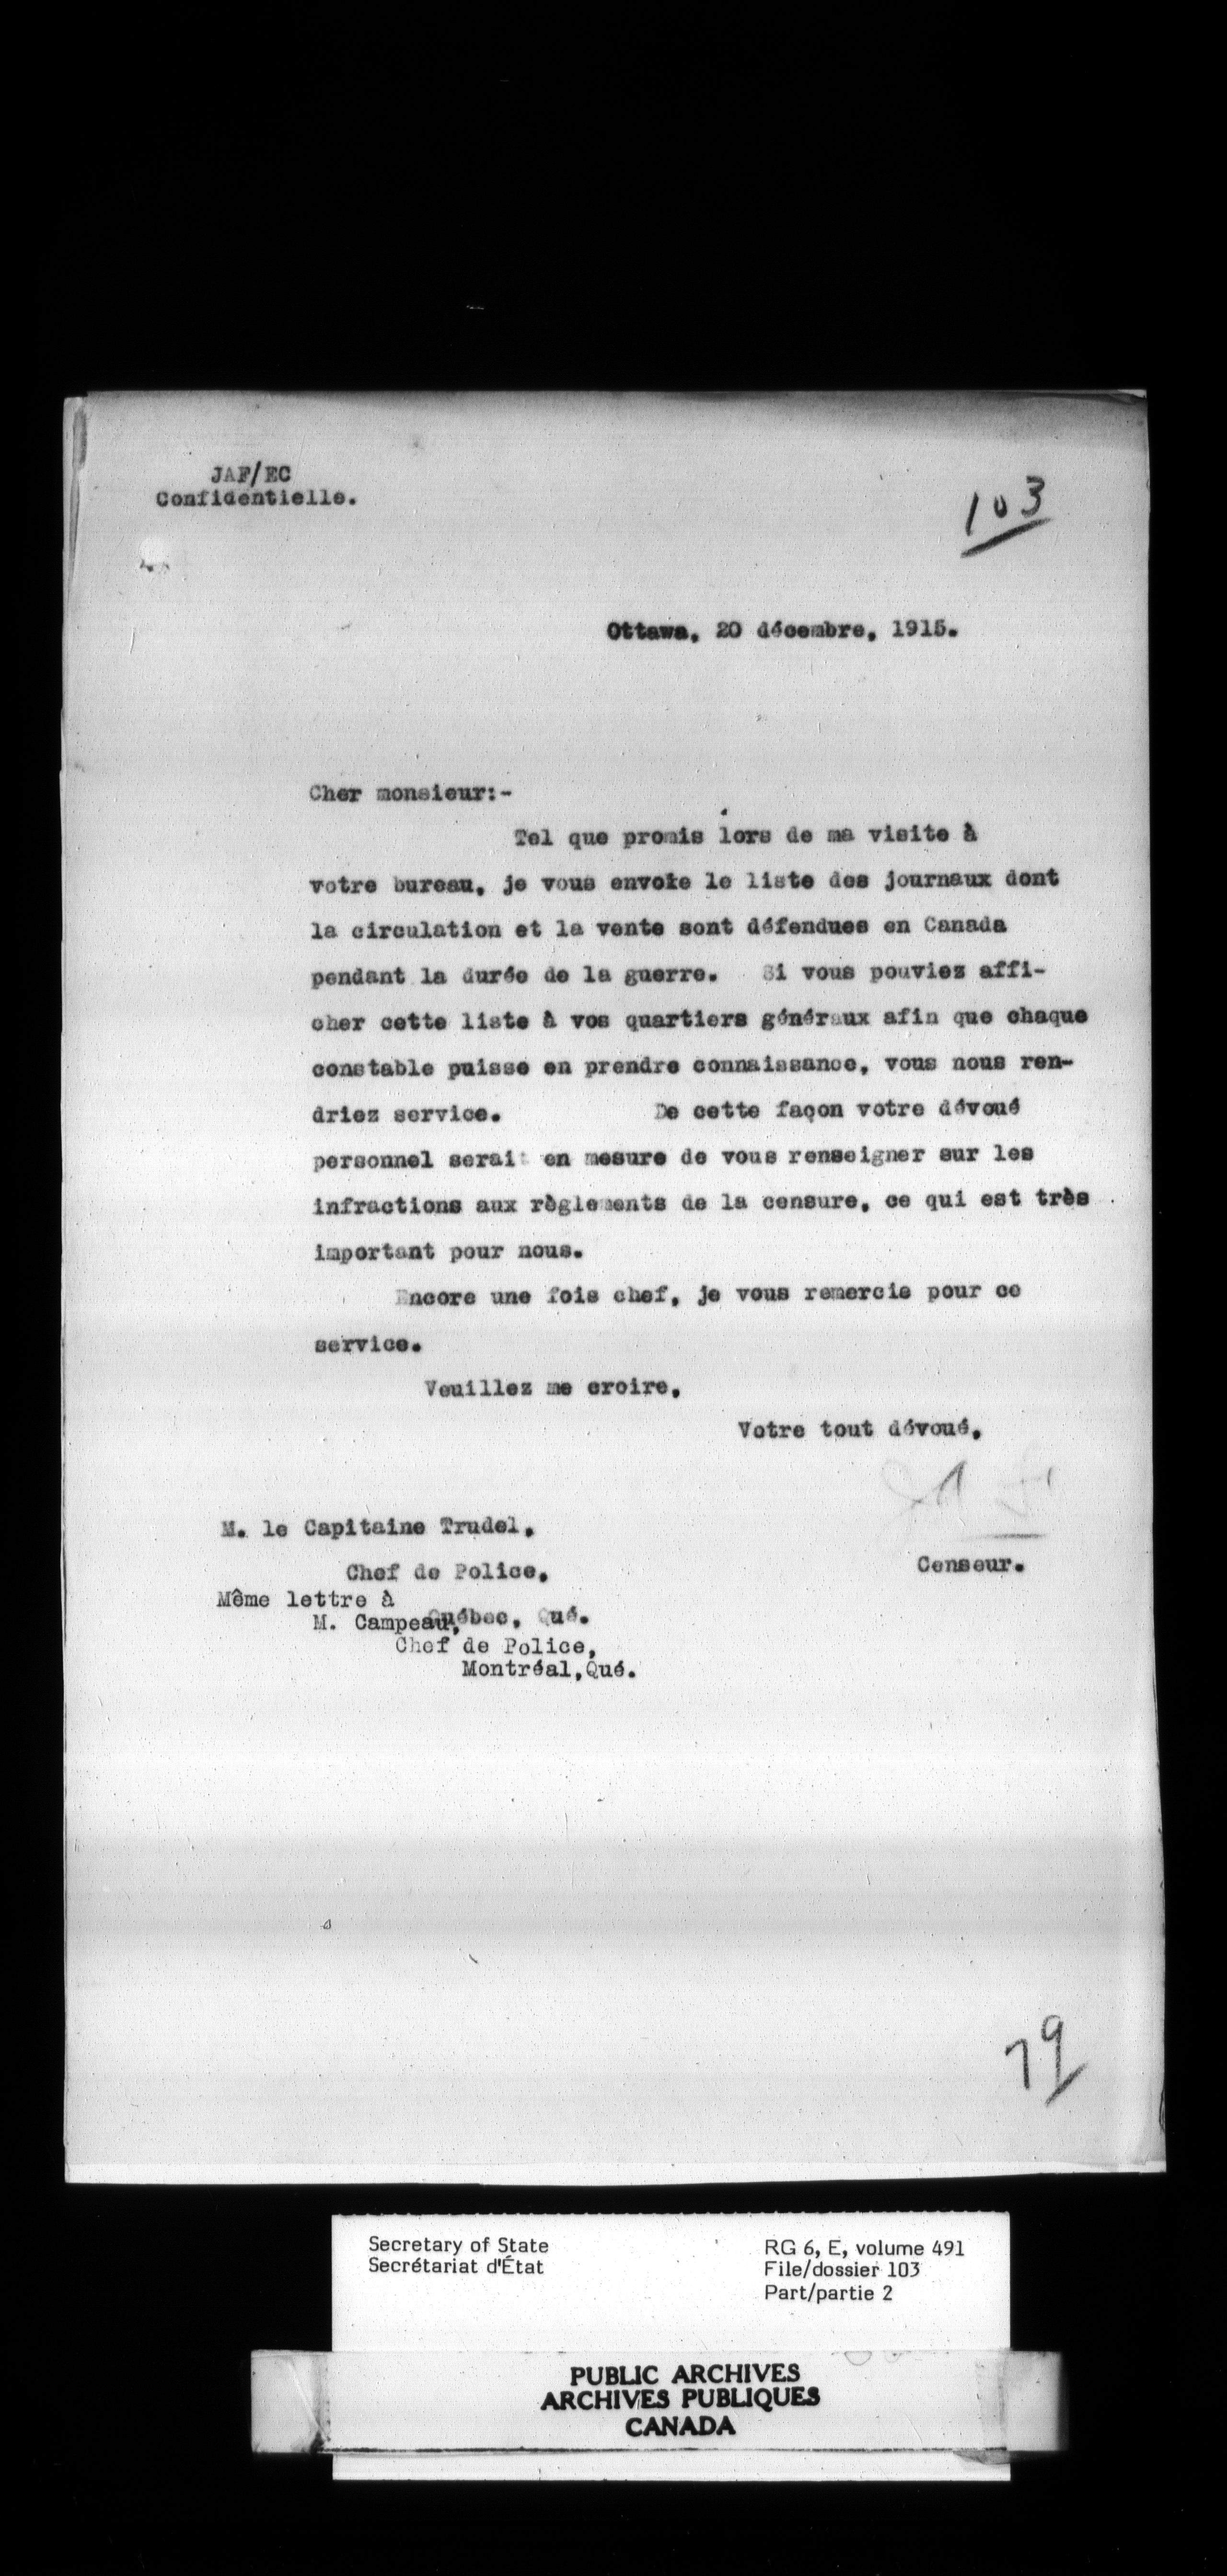 JAF/EC
Confidentielle.
103
Ottawa, 20 décembre, 1915.
Cher monsieur:-
Tel que promis lors de ma visite à
votre bureau, je vous envoie le liste des journaux dont
la circulation et la vente sont défendues en Canada
pendant la durée de la guerre. Si vous pouviez affi-
cher cette liste à vos quartiers généraux afin que chaque
constable puisse en prendre connaissance, vous nous ren-
driez service. De cette façon votre dévoué
personnel serait en mesure de vous renseigner sur les
infractions aux règlements de la censure, ce qui est très
important pour nous.
Encore une fois chef, je vous remercie pour ce
service.
Veuillez me croire,
Votre tout dévoué,
M. le Capitaine Trudel,
Censeur.
Chef de Police,
Québec, Qué.
Même lettre à
M. Campeau,
Chef de Police,
Montréal,Qué.
79
Secretary of State
Secrétariat d'État
RG 6, E, volume 491
File/dossier 103
Part/partie 2
PUBLIC ARCHIVES
ARCHIVES PUBLIQUES
CANADA